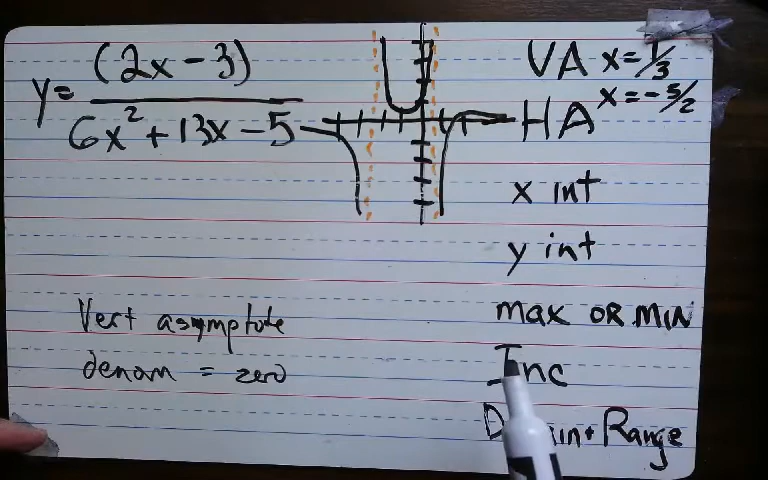 y = (2x - 3) / 6x² + 13x - 5
VA x = 1/3
x = -5/2
HA
x int
y int
max OR MIN
Inc
Range
Vert asymptote
denom = zero